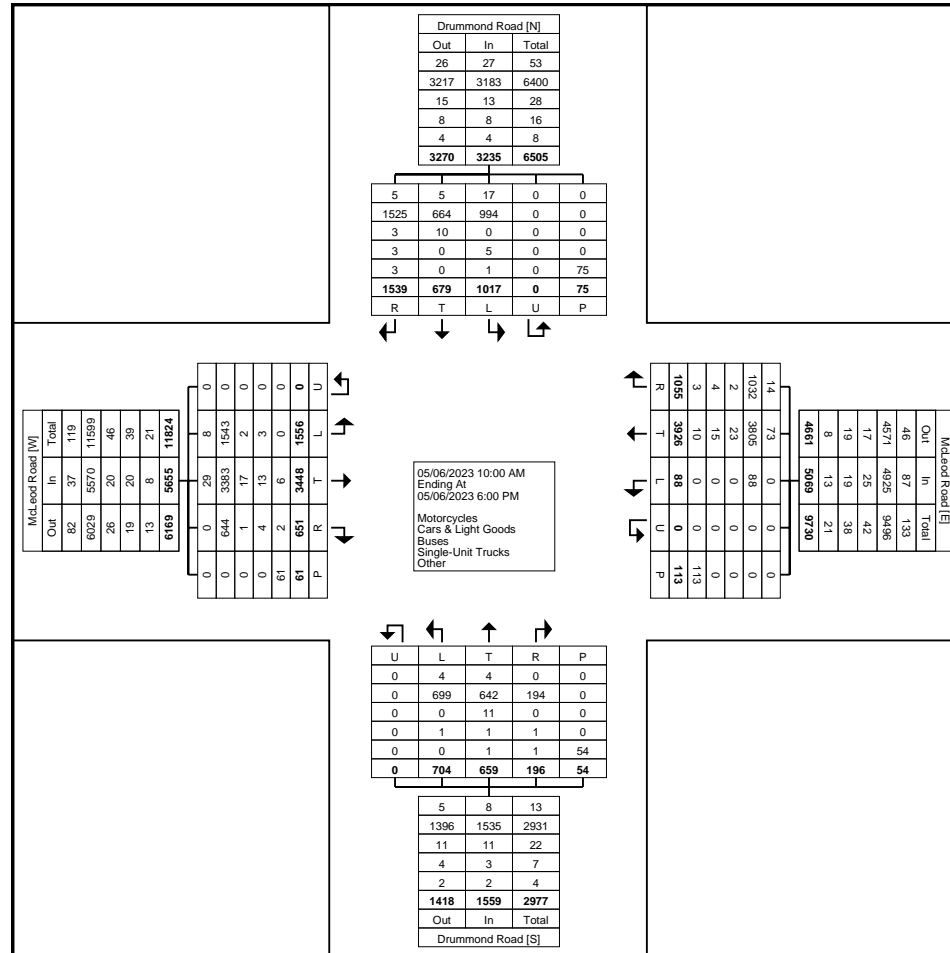 Drummond Road [N]
Out In Total
26 27 53
3217 3183 6400
15 13 28
8 8 16
4 4 8
3270 3235 6505
5 5 17 0 0
1525 664 994 0 0
3 10 0 0 0
3 0 5 0 0
3 0 1 0 75
1539 679 1017 0 75
R T L U P
U L T R P
0 1556 3448 651 61
0 0 6 2 61
0 3 13 4 0
0 2 17 1 0
0 1543 3383 644 0
0 8 29 0 0
11824 5655 6169
21 8 13
39 20 19
46 20 26
11599 5570 6029
119 37 82
Total In Out
McLeod Road [W]
05/06/2023 10:00 AM
Ending At
05/06/2023 6:00 PM
Motorcycles
Cars & Light Goods
Buses
Single-Unit Trucks
Other
McLeod Road [E]
Out In Total
46 87 133
4571 4925 9496
17 25 42
19 19 38
8 13 21
4661 5069 9730
14 73 0 0 0
1032 3805 88 0 0
2 23 0 0 0
4 15 0 0 0
3 10 0 0 113
1055 3926 88 0 113
R T L U P
U L T R P
0 4 4 0 0
0 699 642 194 0
0 0 11 0 0
0 1 1 1 0
0 0 1 1 54
0 704 659 196 54
5 8 13
1396 1535 2931
11 11 22
4 3 7
2 2 4
1418 1559 2977
Out In Total
Drummond Road [S]